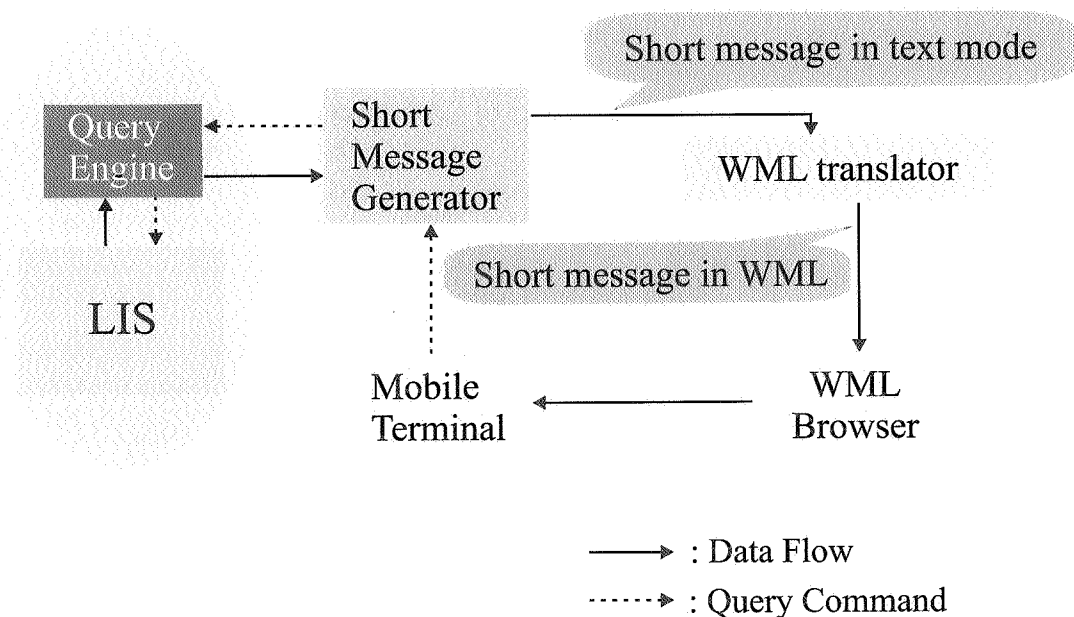 Short message in text mode
Query
Engine
Short
Message
Generator
WML translator
Short message in WML
LIS
Mobile
Terminal
WML
Browser
: Data Flow
: Query Command